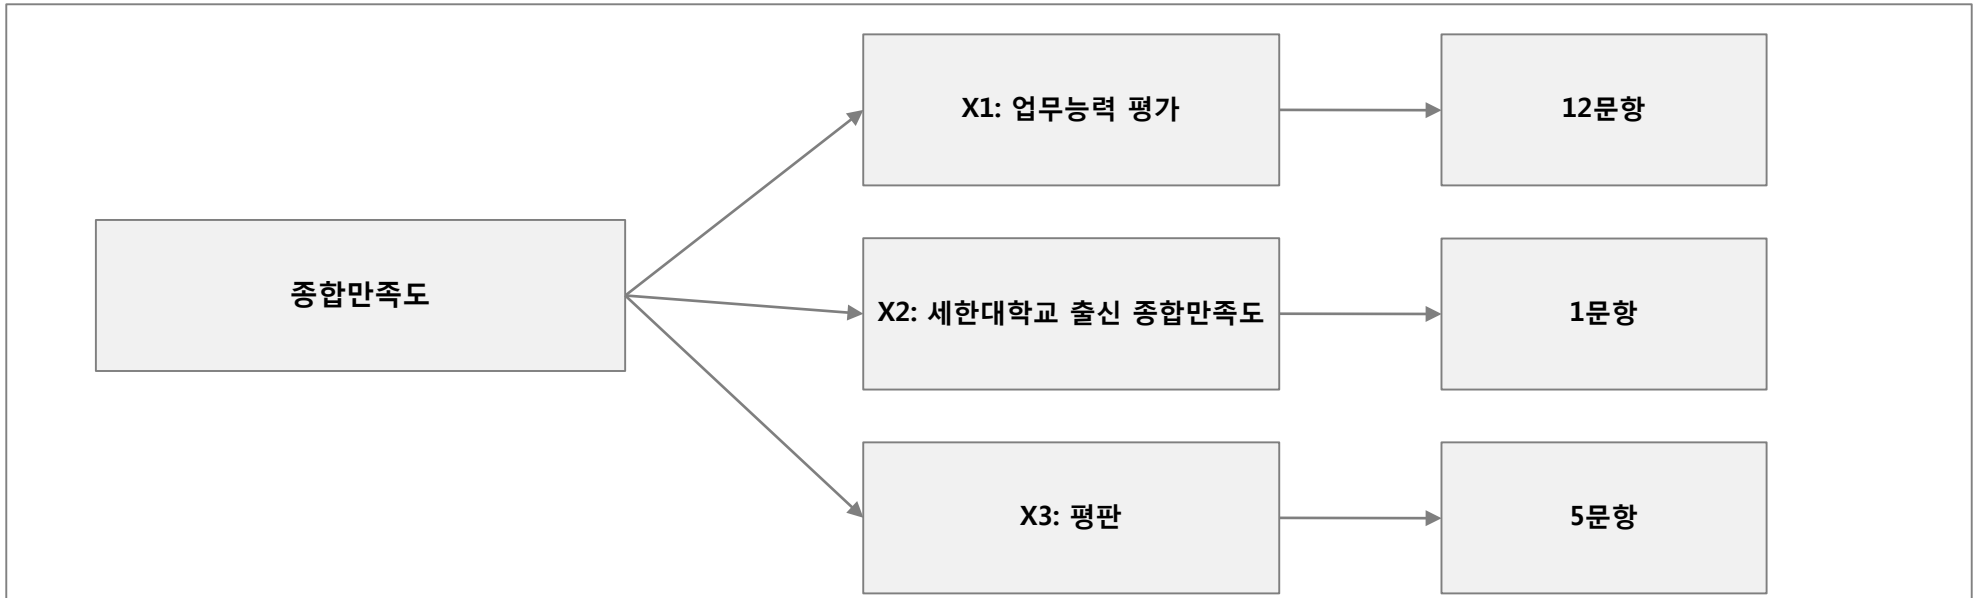 X1: 업무능력 평가
12문항
종합만족도
X2: 세한대학교 출신 종합만족도
1문항
X3: 평판
5문항